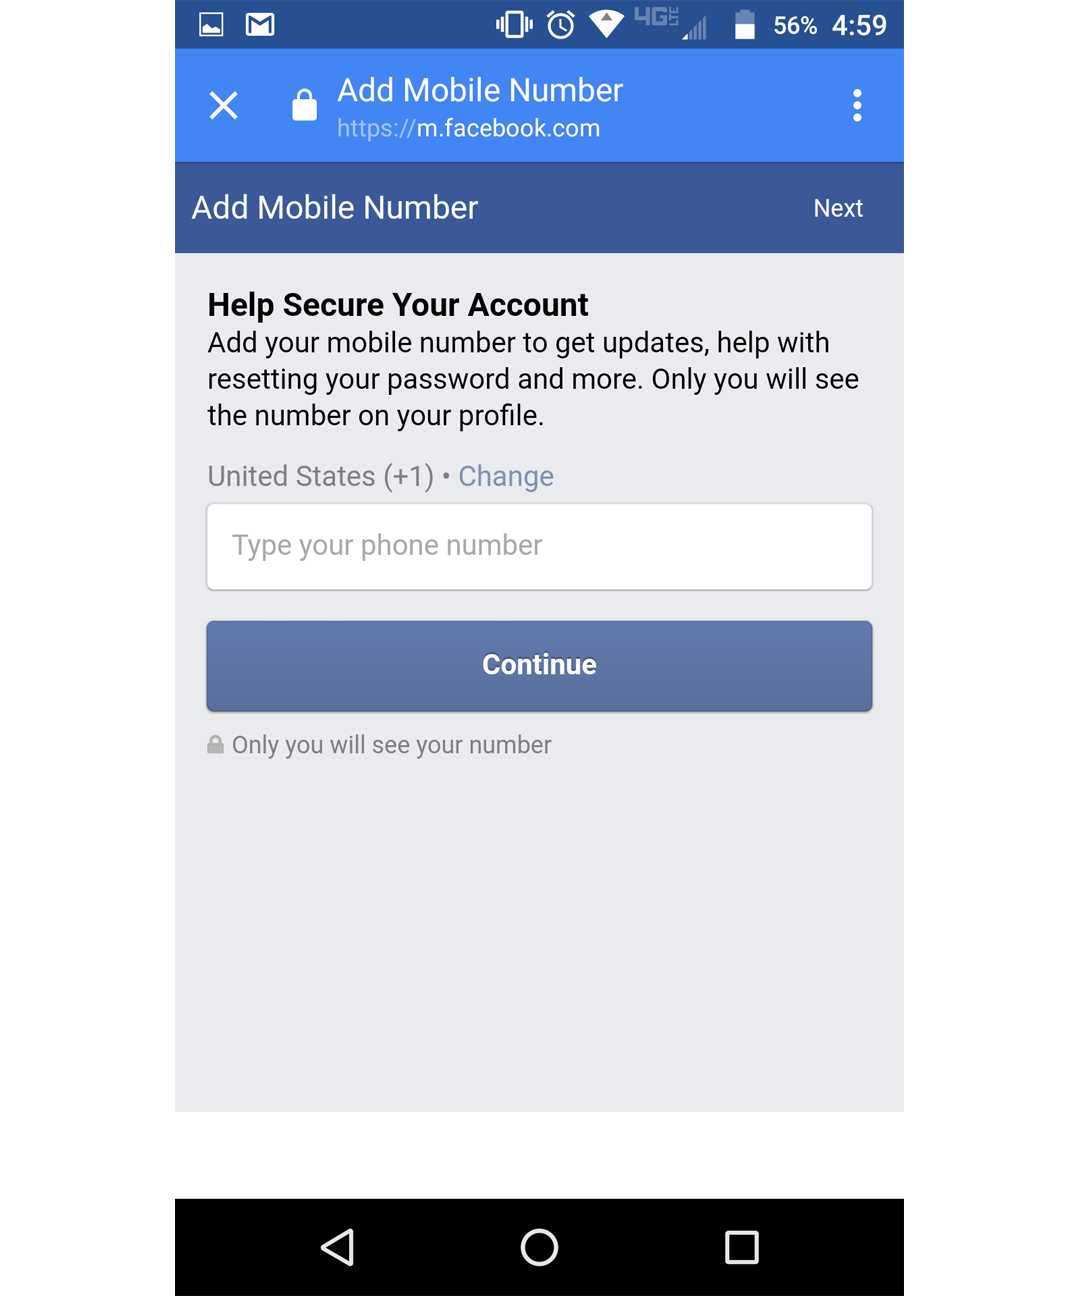 4G LTE 56% 4:59
Add Mobile Number
https://m.facebook.com
Add Mobile Number Next
Help Secure Your Account
Add your mobile number to get updates, help with
resetting your password and more. Only you will see
the number on your profile.
United States (+1) • Change
Type your phone number
Continue
Only you will see your number